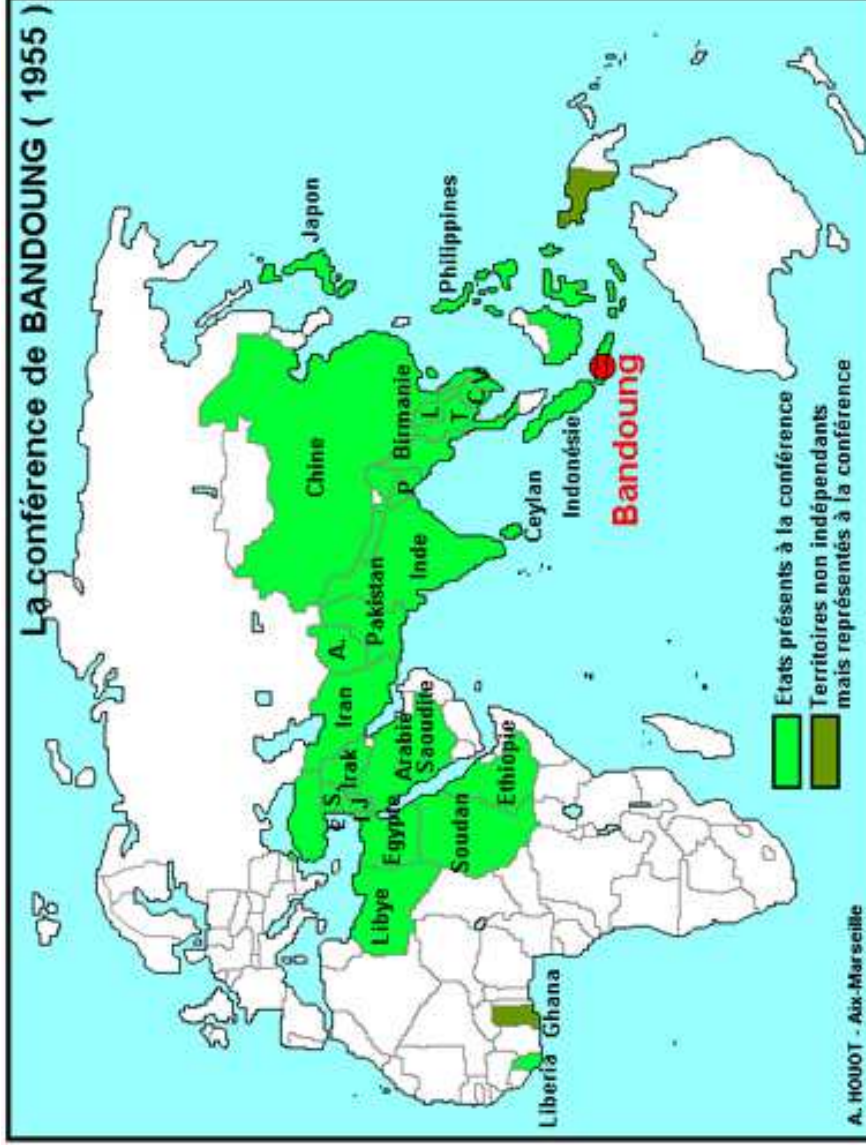 La conférence de BANDOUNG ( 1955 )
Japon
Chine
Philippines
Birmanie
L.
T.
C.
V.
P
Inde
Pakistan
A.
Iran
Irak
S.
J
Arabie
Saoudite
Egypte
Libye
Soudan
Ethiopie
Ceylan
Indonésie
Bandoung
Liberia
Ghana
Etats présents à la conférence
Territoires non indépendants
mais représentés à la conférence
A. HOUOT - Aix-Marseille